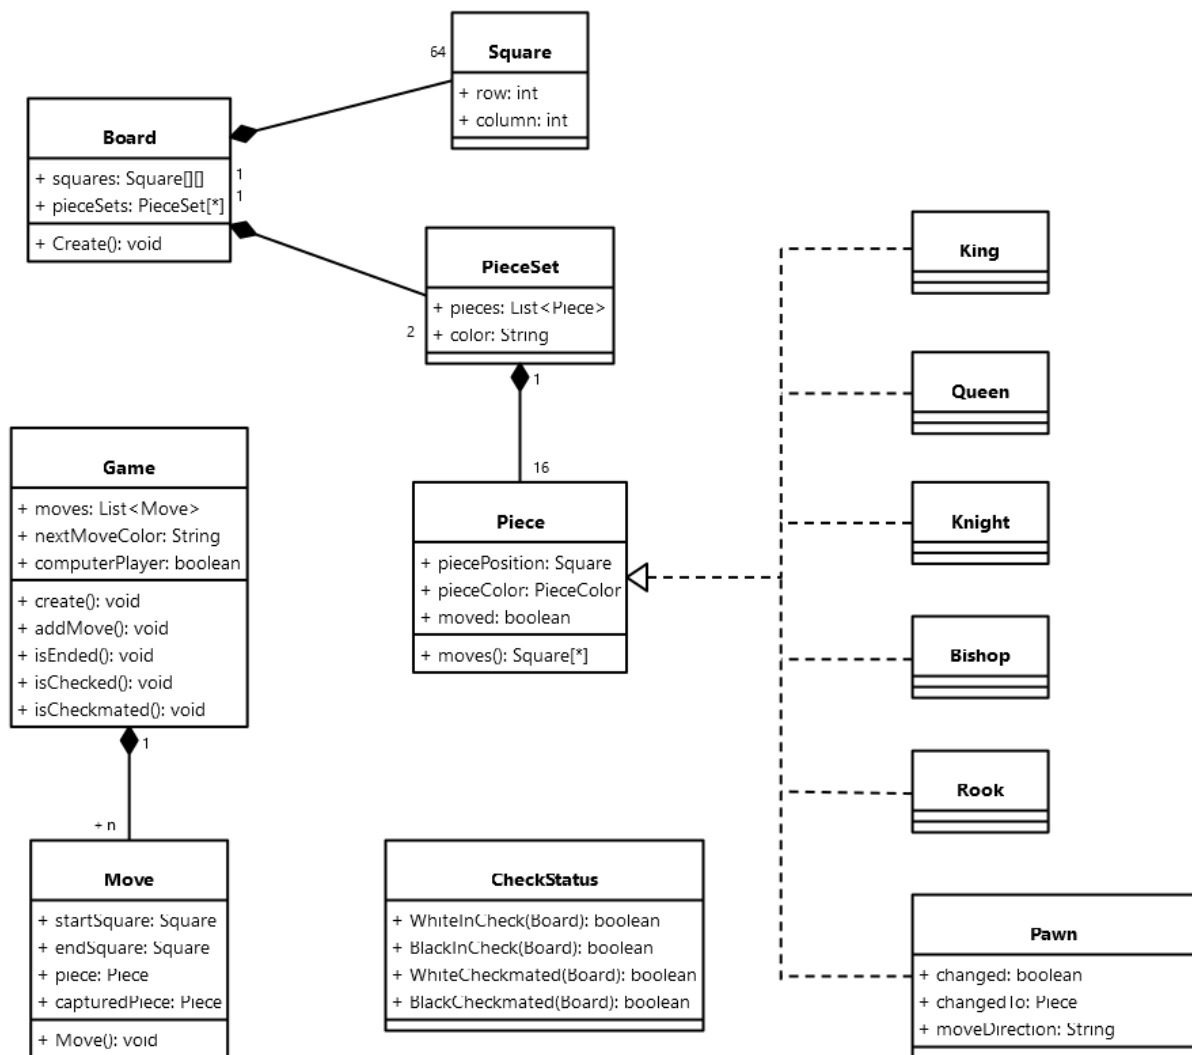 64
Square
+ row: int
+ column: int
Board
+ squares: Square[][]
+ pieceSets: PieceSet[*]
+ Create(): void
1
1
PieceSet
+ pieces: List<Piece>
+ color: String
2
1
16
Game
+ moves: List<Move>
+ nextMoveColor: String
+ computerPlayer: boolean
+ create(): void
+ addMove(): void
+ isEnded(): void
+ isChecked(): void
+ isCheckmated(): void
1
+ n
Piece
+ piecePosition: Square
+ pieceColor: PieceColor
+ moved: boolean
+ moves(): Square[*]
King
Queen
Knight
Bishop
Rook
Move
+ startSquare: Square
+ endSquare: Square
+ piece: Piece
+ capturedPiece: Piece
+ Move(): void
CheckStatus
+ WhiteInCheck(Board): boolean
+ BlackInCheck(Board): boolean
+ WhiteCheckmated(Board): boolean
+ BlackCheckmated(Board): boolean
Pawn
+ changed: boolean
+ changedTo: Piece
+ moveDirection: String